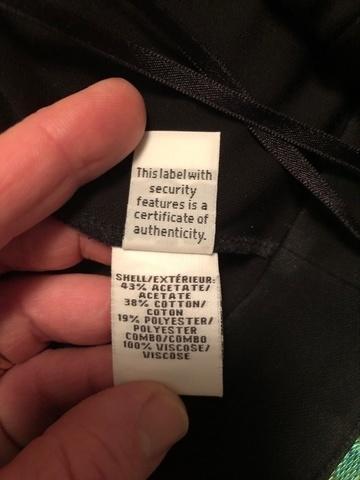 This label with
security
features is a
certificate of
authenticity.
SHELL/EXTÉRIEUR:
43% ACETATE/
ACETATE
38% COTTON/
COTON
19% POLYESTER/
POLYESTER
COMBO/COMBO
100% VISCOSE/
VISCOSE